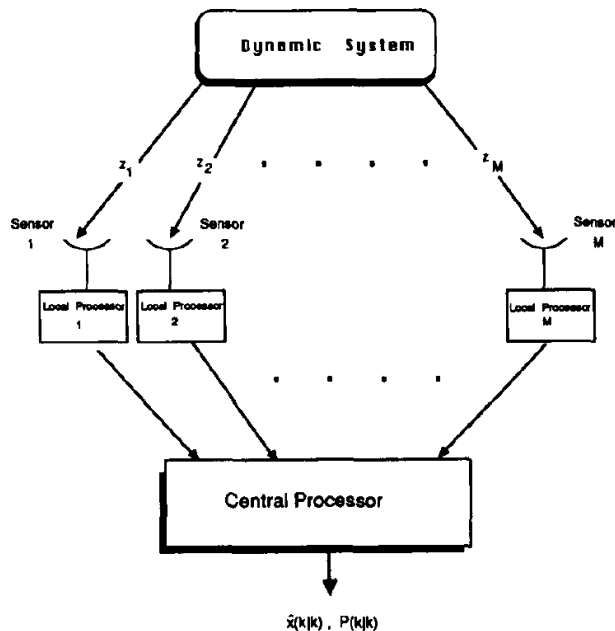 Dynamic System
z1 z2 zM
Sensor 1
Sensor 2
Sensor M
Local Processor 1
Local Processor 2
Local Processor M
Central Processor
x̂(k|k) , P(k|k)